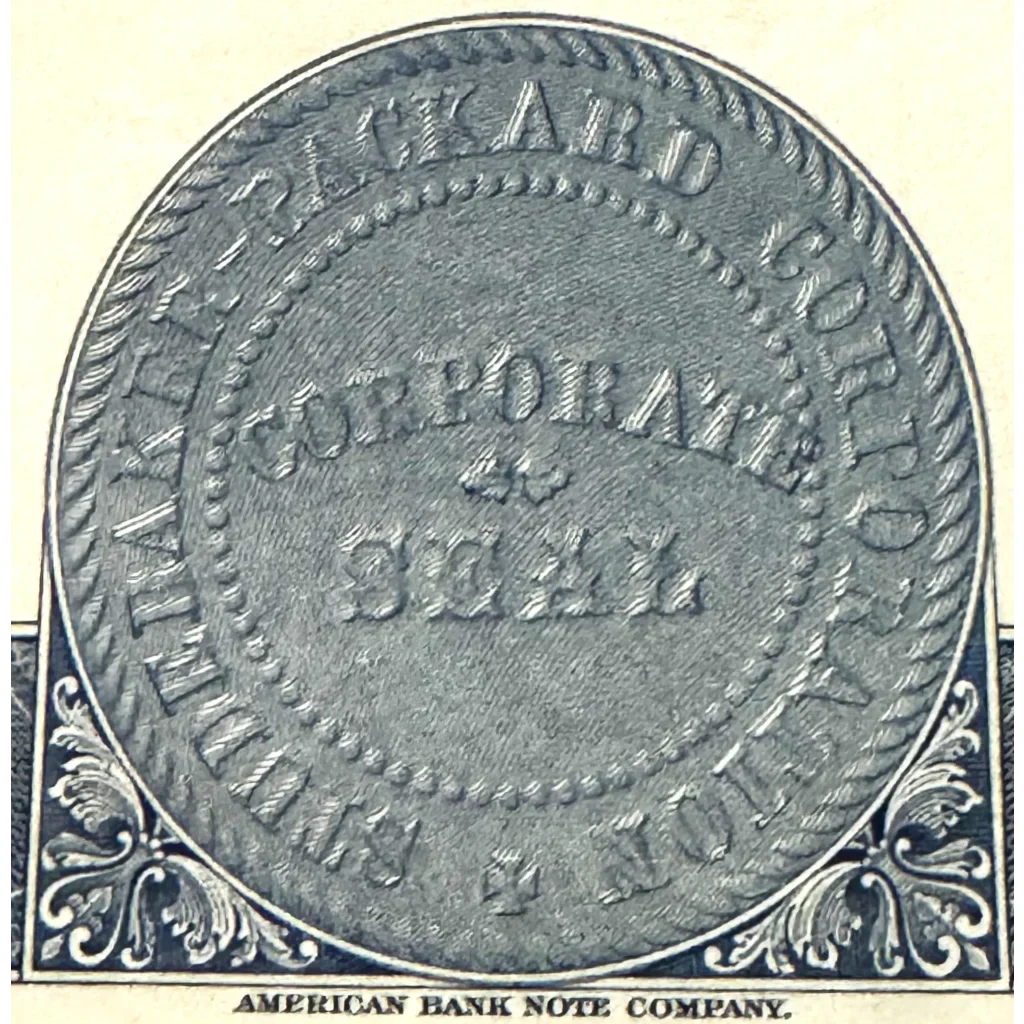 STUDEBAKER-PACKARD CORPORATION
CORPORATE
SEAL
AMERICAN BANK NOTE COMPANY.